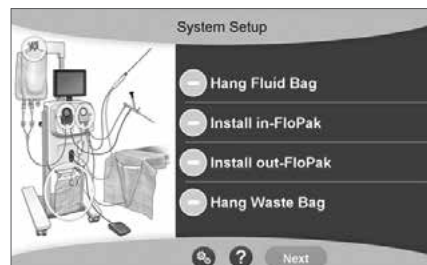 System Setup
Hang Fluid Bag
Install in-FloPak
Install out-FloPak
Hang Waste Bag
?
Next